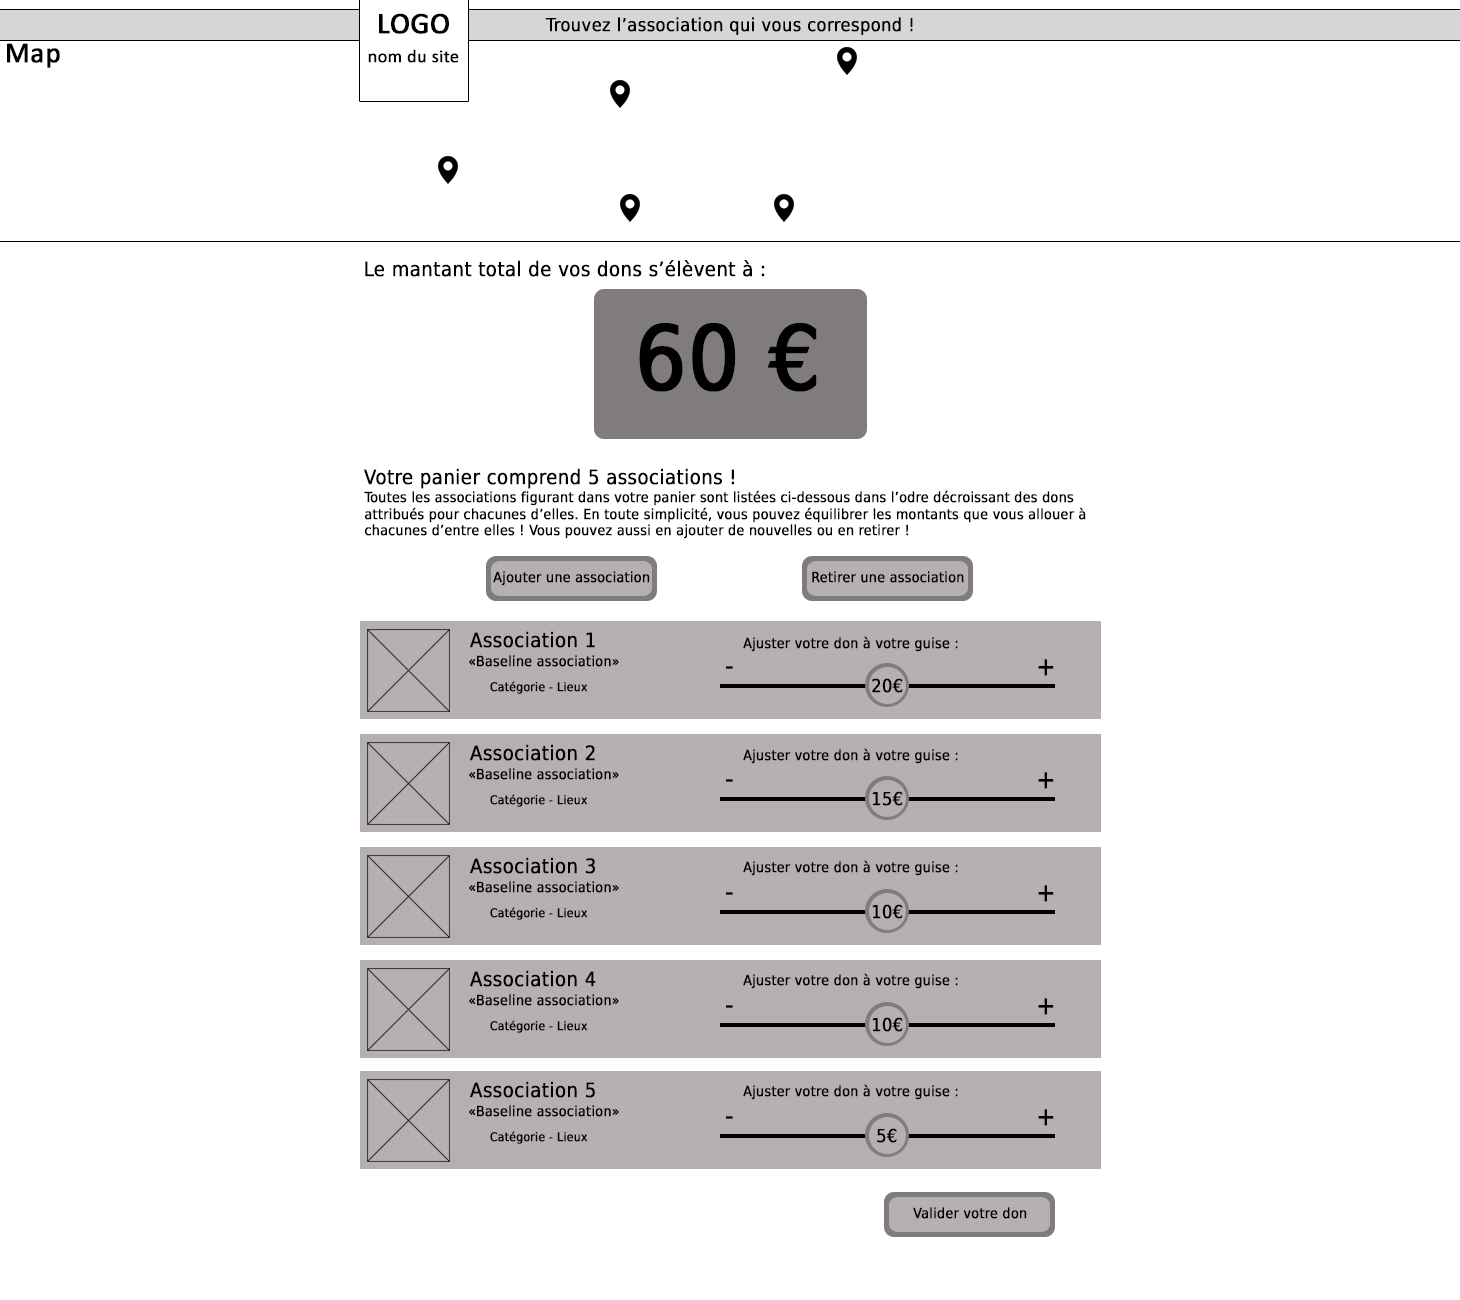 LOGO
nom du site
Trouvez l’association qui vous correspond !
Map
Le mantant total de vos dons s’élèvent à :
60 €
Votre panier comprend 5 associations !
Toutes les associations figurant dans votre panier sont listées ci-dessous dans l’odre décroissant des dons
attribués pour chacunes d’elles. En toute simplicité, vous pouvez équilibrer les montants que vous allouer à
chacunes d’entre elles ! Vous pouvez aussi en ajouter de nouvelles ou en retirer !
Ajouter une association
Retirer une association
Association 1
«Baseline association»
Catégorie - Lieux
Ajuster votre don à votre guise :
- +
20€
Association 2
«Baseline association»
Catégorie - Lieux
Ajuster votre don à votre guise :
- +
15€
Association 3
«Baseline association»
Catégorie - Lieux
Ajuster votre don à votre guise :
- +
10€
Association 4
«Baseline association»
Catégorie - Lieux
Ajuster votre don à votre guise :
- +
10€
Association 5
«Baseline association»
Catégorie - Lieux
Ajuster votre don à votre guise :
- +
5€
Valider votre don